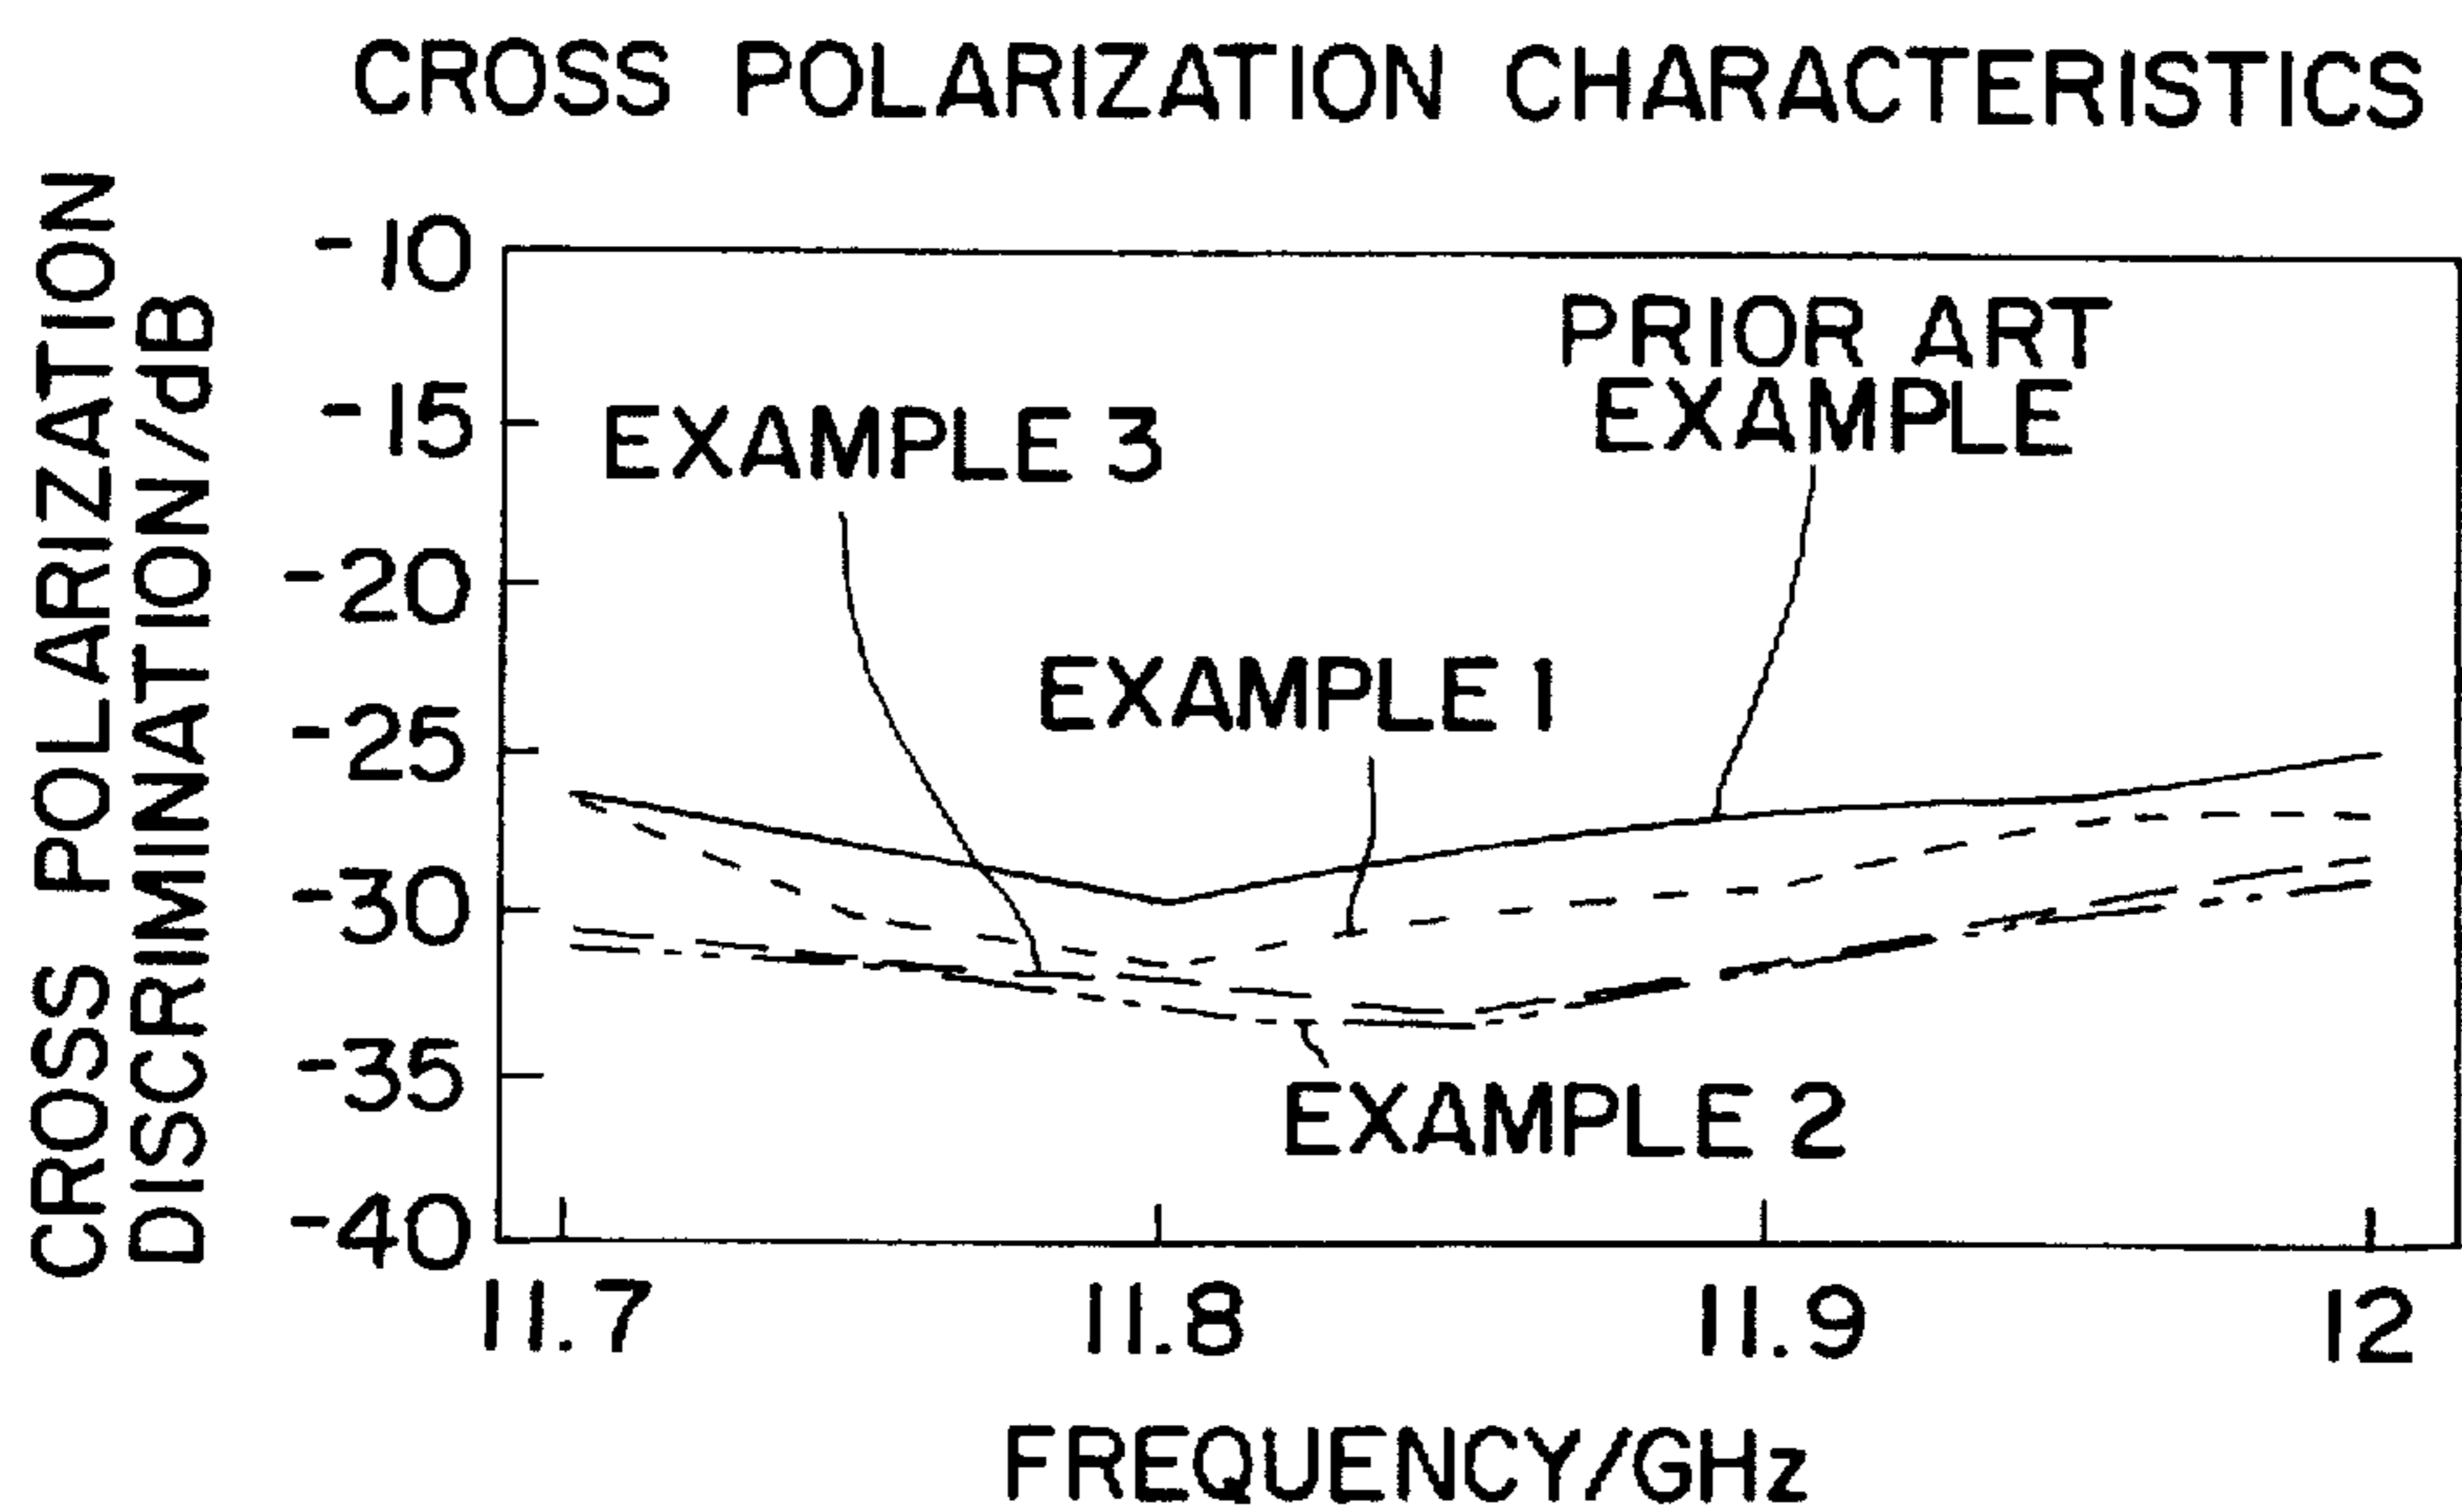 CROSS POLARIZATION CHARACTERISTICS
CROSS POLARIZATION
DISCRIMINATION/dB
-10
-15
-20
-25
-30
-35
-40
PRIOR ART
EXAMPLE
EXAMPLE 3
EXAMPLE 1
EXAMPLE 2
11.7
11.8
11.9
12
FREQUENCY/GHz